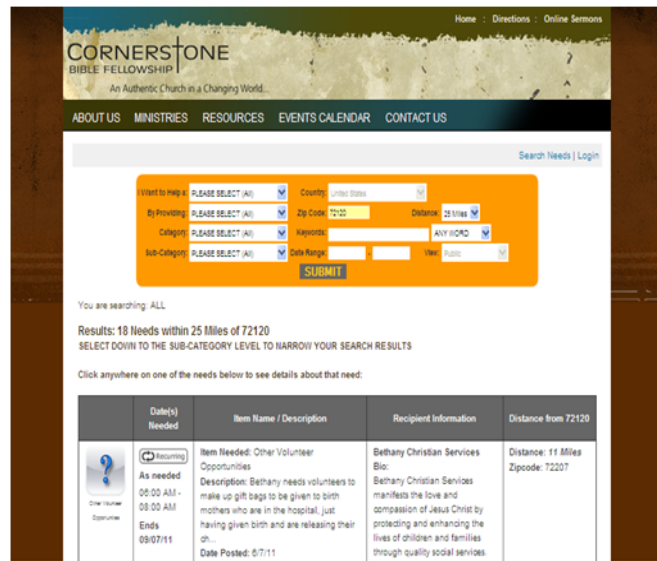 Home : Directions : Online Sermons
CORNERSTONE
BIBLE FELLOWSHIP
An Authentic Church in a Changing World...
ABOUT US MINISTRIES RESOURCES EVENTS CALENDAR CONTACT US
Search Needs | Login
I Want to Help a: PLEASE SELECT (All) Country: United States
By Providing: PLEASE SELECT (All) Zip Code: 72120 Distance: 25 Miles
Category: PLEASE SELECT (All) Keywords: ANY WORD
Sub-Category: PLEASE SELECT (All) Date Range: - View: Public
SUBMIT
You are searching: ALL
Results: 18 Needs within 25 Miles of 72120
SELECT DOWN TO THE SUB-CATEGORY LEVEL TO NARROW YOUR SEARCH RESULTS
Click anywhere on one of the needs below to see details about that need:
Date(s) Needed
Item Name / Description
Recipient Information
Distance from 72120
Other Volunteer
Opportunities
Recurring
As needed
06:00 AM -
08:00 AM
Ends
09/07/11
Item Needed: Other Volunteer
Opportunities
Description: Bethany needs volunteers to
make up gift bags to be given to birth
mothers who are in the hospital, just
having given birth and are releasing their
ch...
Date Posted: 6/7/11
Bethany Christian Services
Bio:
Bethany Christian Services
manifests the love and
compassion of Jesus Christ by
protecting and enhancing the
lives of children and families
through quality social services.
Distance: 11 Miles
Zipcode: 72207